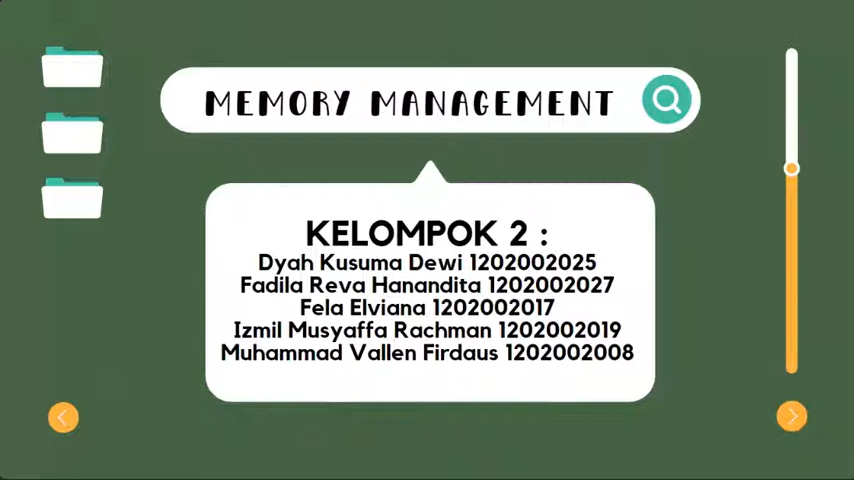 MEMORY MANAGEMENT
KELOMPOK 2 :
Dyah Kusuma Dewi 1202002025
Fadila Reva Hanandita 1202002027
Fela Elviana 1202002017
Izmil Musyaffa Rachman 1202002019
Muhammad Vallen Firdaus 1202002008